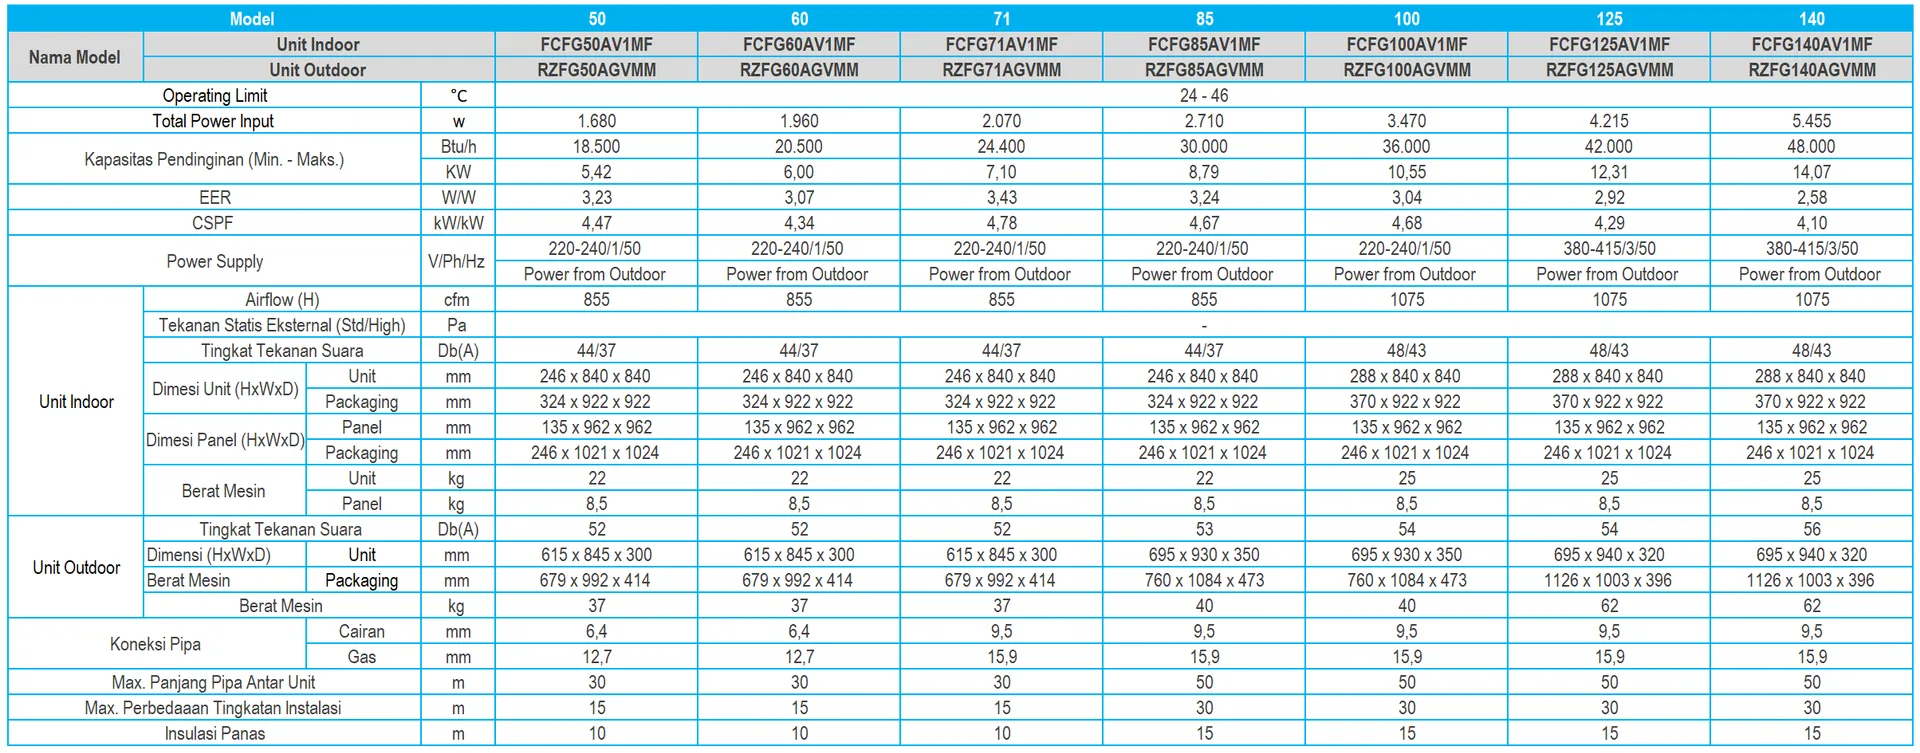 Model 50 60 71 85 100 125 140
Nama Model Unit Indoor FCFG50AV1MF FCFG60AV1MF FCFG71AV1MF FCFG85AV1MF FCFG100AV1MF FCFG125AV1MF FCFG140AV1MF
Unit Outdoor RZFG50AGVMM RZFG60AGVMM RZFG71AGVMM RZFG85AGVMM RZFG100AGVMM RZFG125AGVMM RZFG140AGVMM
Operating Limit °C 24 - 46
Total Power Input w 1.680 1.960 2.070 2.710 3.470 4.215 5.455
Kapasitas Pendinginan (Min. - Maks.) Btu/h 18.500 20.500 24.400 30.000 36.000 42.000 48.000
KW 5,42 6,00 7,10 8,79 10,55 12,31 14,07
EER W/W 3,23 3,07 3,43 3,24 3,04 2,92 2,58
CSPF kW/kW 4,47 4,34 4,78 4,67 4,68 4,29 4,10
Power Supply V/Ph/Hz 220-240/1/50 220-240/1/50 220-240/1/50 220-240/1/50 220-240/1/50 380-415/3/50 380-415/3/50
Power from Outdoor Power from Outdoor Power from Outdoor Power from Outdoor Power from Outdoor Power from Outdoor Power from Outdoor
Unit Indoor Airflow (H) cfm 855 855 855 855 1075 1075 1075
Tekanan Statis Eksternal (Std/High) Pa -
Tingkat Tekanan Suara Db(A) 44/37 44/37 44/37 44/37 48/43 48/43 48/43
Dimesi Unit (HxWxD) Unit mm 246 x 840 x 840 246 x 840 x 840 246 x 840 x 840 246 x 840 x 840 288 x 840 x 840 288 x 840 x 840 288 x 840 x 840
Packaging mm 324 x 922 x 922 324 x 922 x 922 324 x 922 x 922 324 x 922 x 922 370 x 922 x 922 370 x 922 x 922 370 x 922 x 922
Dimesi Panel (HxWxD) Panel mm 135 x 962 x 962 135 x 962 x 962 135 x 962 x 962 135 x 962 x 962 135 x 962 x 962 135 x 962 x 962 135 x 962 x 962
Packaging mm 246 x 1021 x 1024 246 x 1021 x 1024 246 x 1021 x 1024 246 x 1021 x 1024 246 x 1021 x 1024 246 x 1021 x 1024 246 x 1021 x 1024
Berat Mesin Unit kg 22 22 22 22 25 25 25
Panel kg 8,5 8,5 8,5 8,5 8,5 8,5 8,5
Unit Outdoor Tingkat Tekanan Suara Db(A) 52 52 52 53 54 54 56
Dimensi (HxWxD) Unit mm 615 x 845 x 300 615 x 845 x 300 615 x 845 x 300 695 x 930 x 350 695 x 930 x 350 695 x 940 x 320 695 x 940 x 320
Berat Mesin Packaging mm 679 x 992 x 414 679 x 992 x 414 679 x 992 x 414 760 x 1084 x 473 760 x 1084 x 473 1126 x 1003 x 396 1126 x 1003 x 396
Berat Mesin kg 37 37 37 40 40 62 62
Koneksi Pipa Cairan mm 6,4 6,4 9,5 9,5 9,5 9,5 9,5
Gas mm 12,7 12,7 15,9 15,9 15,9 15,9 15,9
Max. Panjang Pipa Antar Unit m 30 30 30 50 50 50 50
Max. Perbedaaan Tingkatan Instalasi m 15 15 15 30 30 30 30
Insulasi Panas m 10 10 10 15 15 15 15